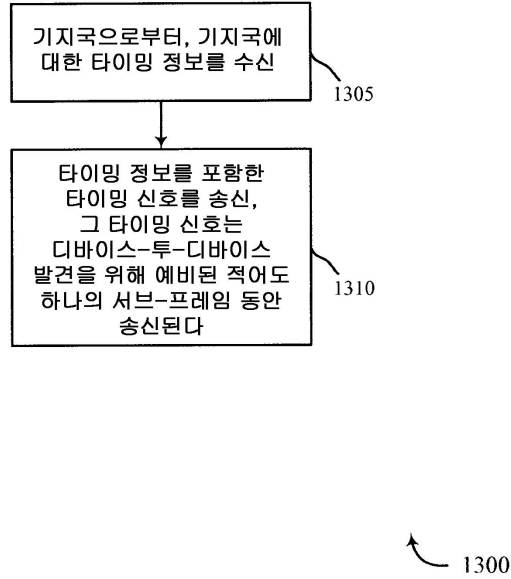 기지국으로부터, 기지국에
대한 타이밍 정보를 수신
1305
타이밍 정보를 포함한
타이밍 신호를 송신,
그 타이밍 신호는
디바이스-투-디바이스
발견을 위해 예비된 적어도
하나의 서브-프레임 동안
송신된다
1310
1300